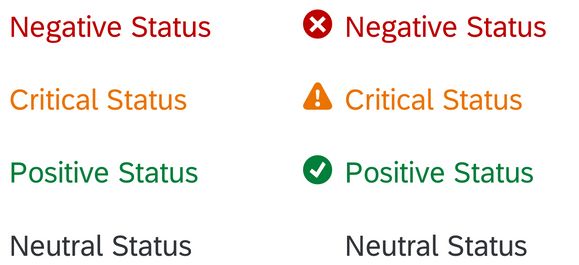 Negative Status Negative Status
Critical Status Critical Status
Positive Status Positive Status
Neutral Status Neutral Status